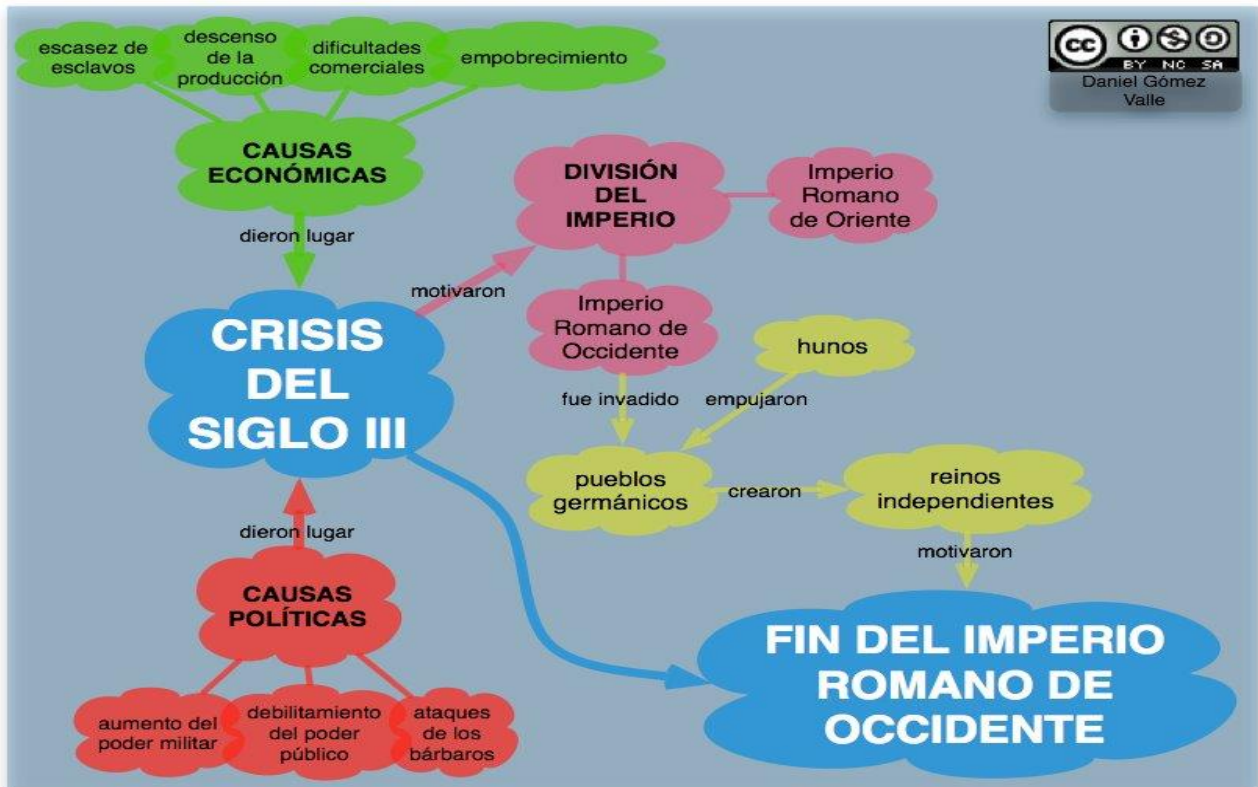 escasez de
esclavos
descenso
de la
producción
dificultades
comerciales
empobrecimiento
CAUSAS
ECONÓMICAS
dieron lugar
CRISIS
DEL
SIGLO III
dieron lugar
CAUSAS
POLÍTICAS
aumento del
poder militar
debilitamiento
del poder
público
ataques
de los
bárbaros
motivaron
DIVISIÓN
DEL
IMPERIO
Imperio
Romano
de Oriente
Imperio
Romano de
Occidente
fue invadido
hunos
empujaron
pueblos
germánicos
crearon
reinos
independientes
motivaron
FIN DEL IMPERIO
ROMANO DE
OCCIDENTE
cc
BY NC SA
Daniel Gómez
Valle